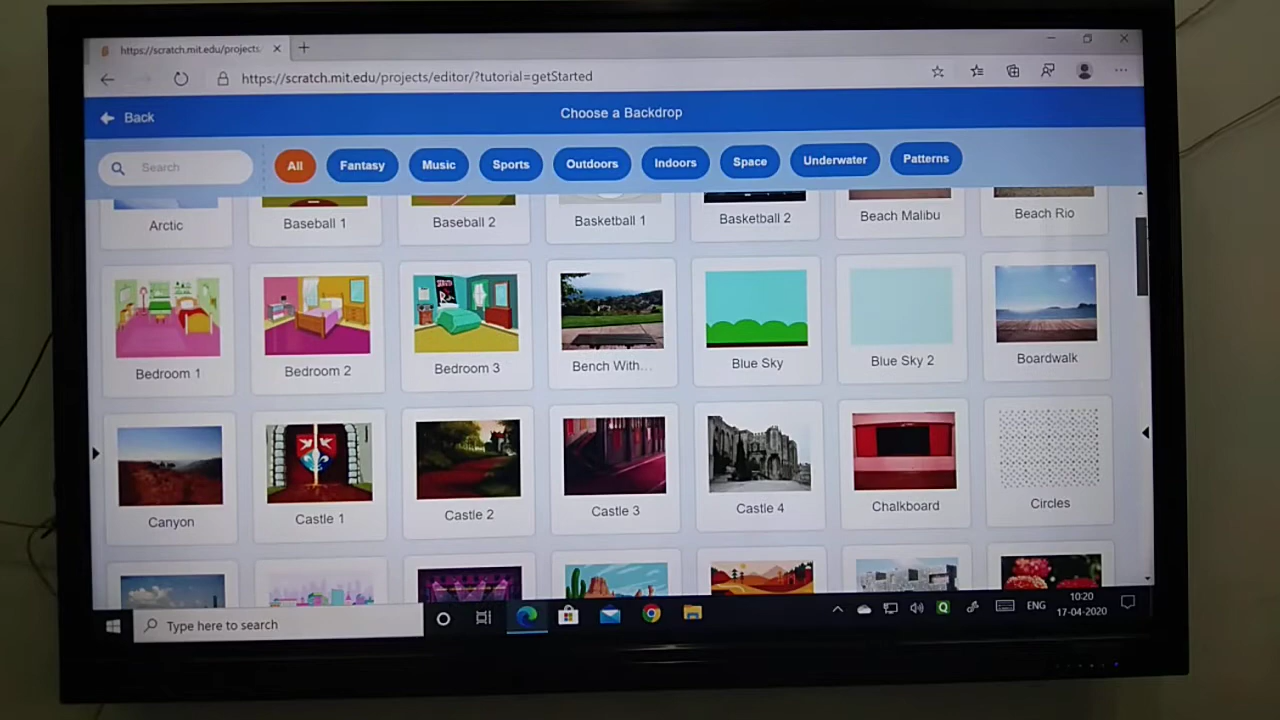 https://scratch.mit.edu/projects.
https://scratch.mit.edu/projects/editor/?tutorial=getStarted
Back
Choose a Backdrop
Search
All
Fantasy
Music
Sports
Outdoors
Indoors
Space
Underwater
Patterns
Arctic
Baseball 1
Baseball 2
Basketball 1
Basketball 2
Beach Malibu
Beach Rio
Bedroom 1
Bedroom 2
Bedroom 3
Bench With...
Blue Sky
Blue Sky 2
Boardwalk
Canyon
Castle 1
Castle 2
Castle 3
Castle 4
Chalkboard
Circles
Type here to search
ENG
10:20
17-04-2020